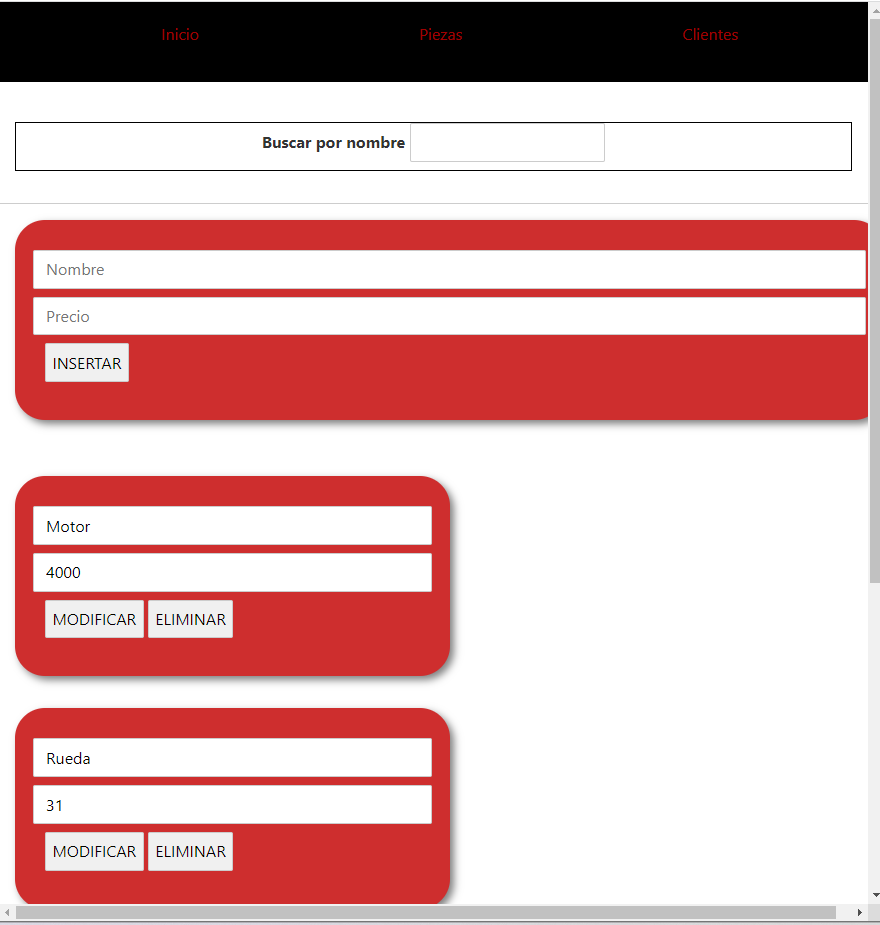 Inicio Piezas Clientes
Buscar por nombre
Nombre
Precio
INSERTAR
Motor
4000
MODIFICAR ELIMINAR
Rueda
31
MODIFICAR ELIMINAR